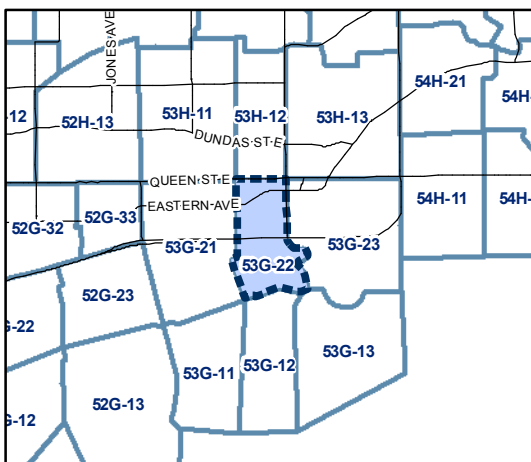 JONES AVE
54H-21
54H-
-12
52H-13
53H-11
53H-12
53H-13
DUNDAS ST E
QUEEN ST E
EASTERN AVE
54H-11
54H-
52G-32
52G-33
53G-21
53G-22
53G-23
52G-23
G-22
53G-11
53G-12
53G-13
52G-13
G-12